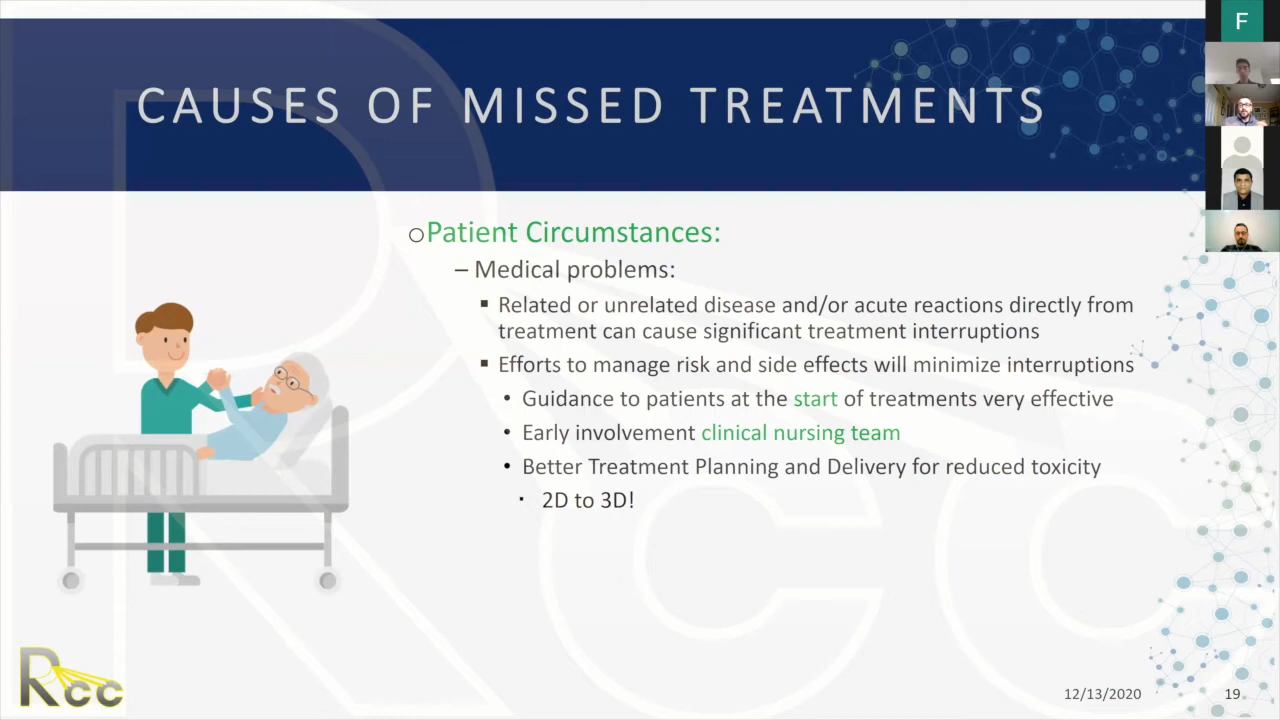 F
CAUSES OF MISSED TREATMENTS
oPatient Circumstances:
– Medical problems:
▪ Related or unrelated disease and/or acute reactions directly from
treatment can cause significant treatment interruptions
▪ Efforts to manage risk and side effects will minimize interruptions
• Guidance to patients at the start of treatments very effective
• Early involvement clinical nursing team
• Better Treatment Planning and Delivery for reduced toxicity
▪ 2D to 3D!
Rcc
Rcc
12/13/2020
19